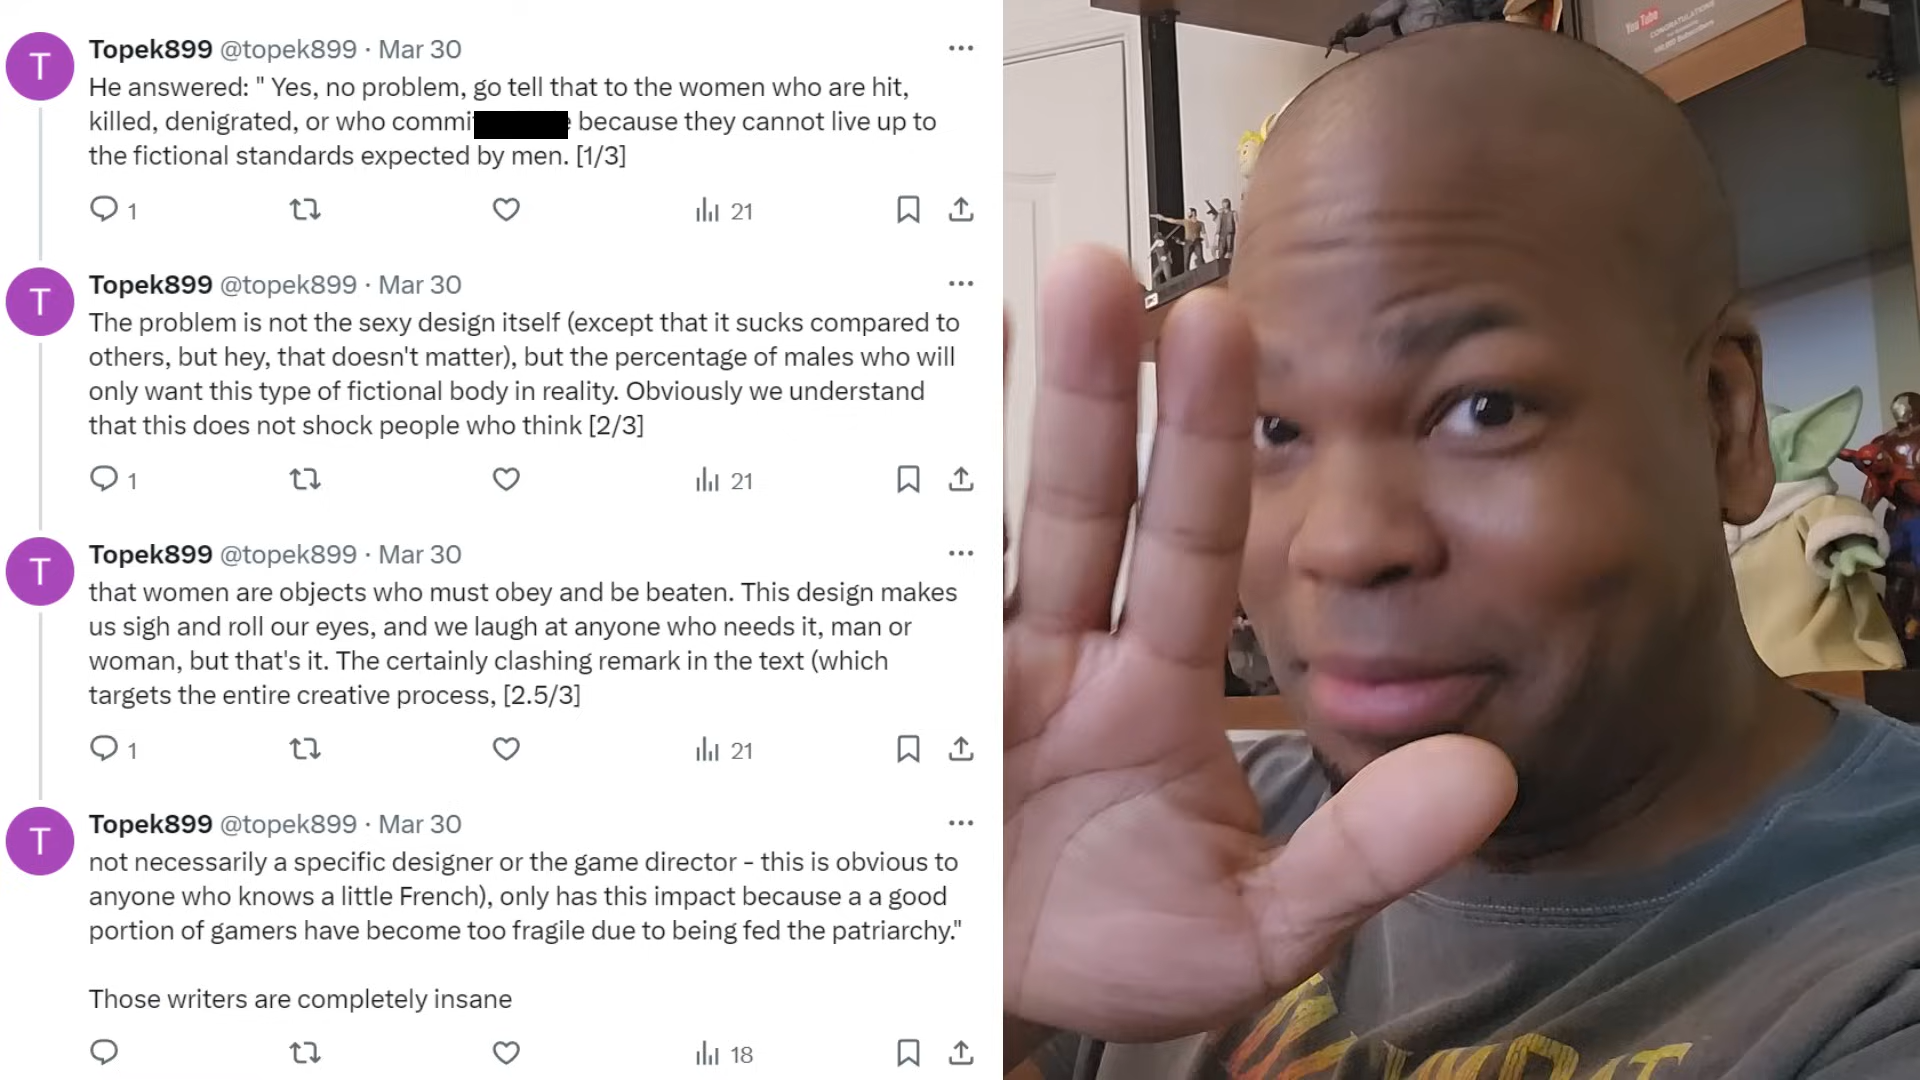 Topek899 @topek899 · Mar 30
He answered: " Yes, no problem, go tell that to the women who are hit,
killed, denigrated, or who commi because they cannot live up to
the fictional standards expected by men. [1/3]
1 21
T
Topek899 @topek899 · Mar 30
The problem is not the sexy design itself (except that it sucks compared to
others, but hey, that doesn't matter), but the percentage of males who will
only want this type of fictional body in reality. Obviously we understand
that this does not shock people who think [2/3]
1 21
T
Topek899 @topek899 · Mar 30
that women are objects who must obey and be beaten. This design makes
us sigh and roll our eyes, and we laugh at anyone who needs it, man or
woman, but that's it. The certainly clashing remark in the text (which
targets the entire creative process, [2.5/3]
1 21
T
Topek899 @topek899 · Mar 30
not necessarily a specific designer or the game director - this is obvious to
anyone who knows a little French), only has this impact because a a good
portion of gamers have become too fragile due to being fed the patriarchy."
Those writers are completely insane
18
T
YouTube
CONGRATULATIONS